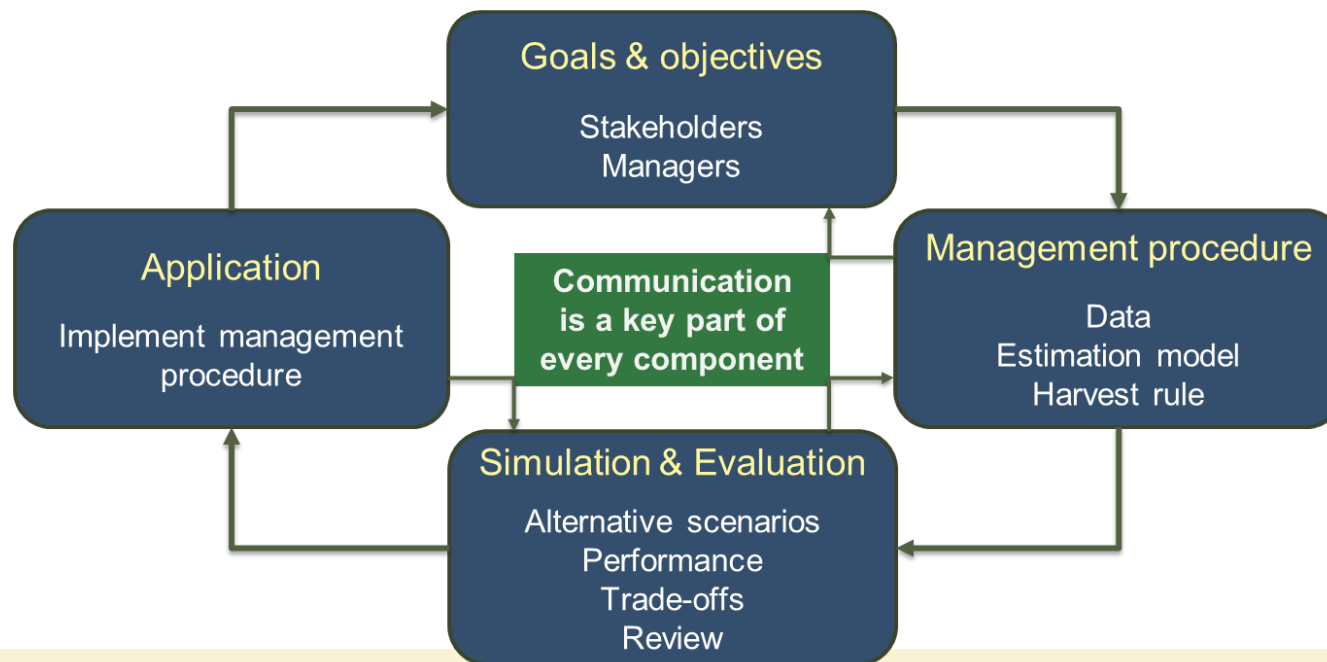 Goals & objectives
Stakeholders
Managers
Application
Implement management
procedure
Communication
is a key part of
every component
Management procedure
Data
Estimation model
Harvest rule
Simulation & Evaluation
Alternative scenarios
Performance
Trade-offs
Review